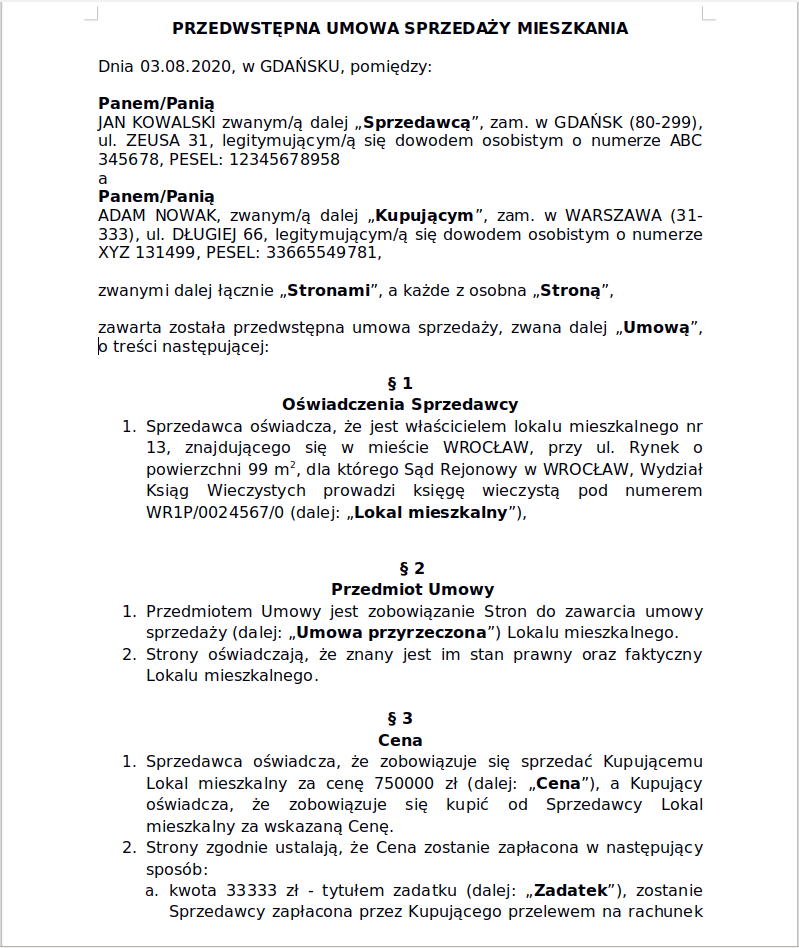 PRZEDWSTĘPNA UMOWA SPRZEDAŻY MIESZKANIA
Dnia 03.08.2020, w GDAŃSKU, pomiędzy:
Panem/Panią
JAN KOWALSKI zwanym/ą dalej „Sprzedawcą”, zam. w GDAŃSK (80-299),
ul. ZEUSA 31, legitymującym/ą się dowodem osobistym o numerze ABC
345678, PESEL: 12345678958
a
Panem/Panią
ADAM NOWAK, zwanym/ą dalej „Kupującym”, zam. w WARSZAWA (31-
333), ul. DŁUGIEJ 66, legitymującym/ą się dowodem osobistym o numerze
XYZ 131499, PESEL: 33665549781,
zwanymi dalej łącznie „Stronami”, a każde z osobna „Stroną”,
zawarta została przedwstępna umowa sprzedaży, zwana dalej „Umową”,
o treści następującej:
§ 1
Oświadczenia Sprzedawcy
1. Sprzedawca oświadcza, że jest właścicielem lokalu mieszkalnego nr
13, znajdującego się w mieście WROCŁAW, przy ul. Rynek o
powierzchni 99 m², dla którego Sąd Rejonowy w WROCŁAW, Wydział
Ksiąg Wieczystych prowadzi księgę wieczystą pod numerem
WR1P/0024567/0 (dalej: „Lokal mieszkalny”),
§ 2
Przedmiot Umowy
1. Przedmiotem Umowy jest zobowiązanie Stron do zawarcia umowy
sprzedaży (dalej: „Umowa przyrzeczona”) Lokalu mieszkalnego.
2. Strony oświadczają, że znany jest im stan prawny oraz faktyczny
Lokalu mieszkalnego.
§ 3
Cena
1. Sprzedawca oświadcza, że zobowiązuje się sprzedać Kupującemu
Lokal mieszkalny za cenę 750000 zł (dalej: „Cena”), a Kupujący
oświadcza, że zobowiązuje się kupić od Sprzedawcy Lokal
mieszkalny za wskazaną Cenę.
2. Strony zgodnie ustalają, że Cena zostanie zapłacona w następujący
sposób:
a. kwota 33333 zł - tytułem zadatku (dalej: „Zadatek”), zostanie
Sprzedawcy zapłacona przez Kupującego przelewem na rachunek